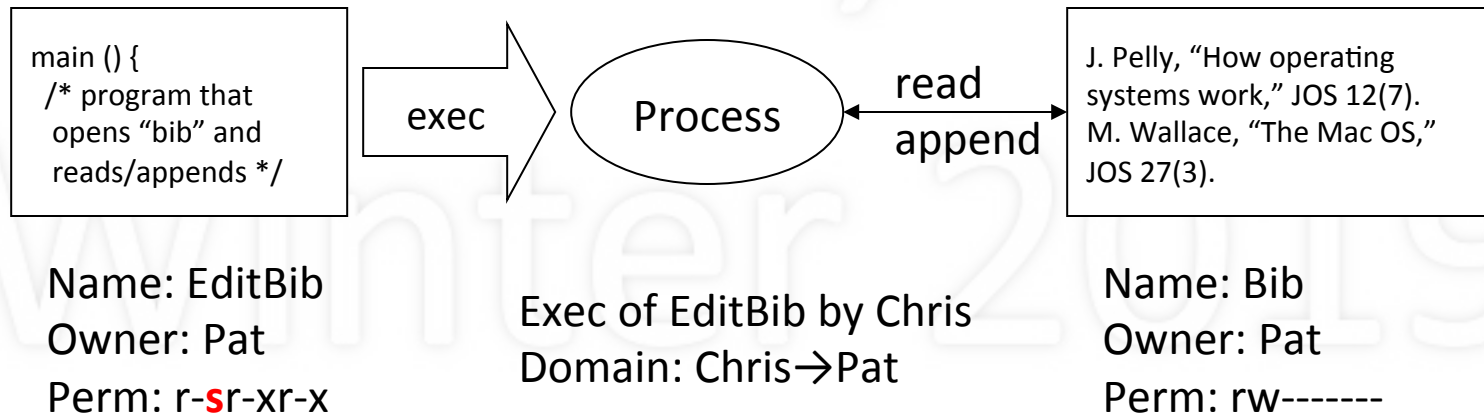 main () {
/* program that
opens “bib” and
reads/appends */
exec
Process
read
append
J. Pelly, “How operating
systems work,” JOS 12(7).
M. Wallace, “The Mac OS,”
JOS 27(3).
Name: EditBib
Owner: Pat
Perm: r-sr-xr-x
Exec of EditBib by Chris
Domain: Chris→Pat
Name: Bib
Owner: Pat
Perm: rw-------
Winter 2019